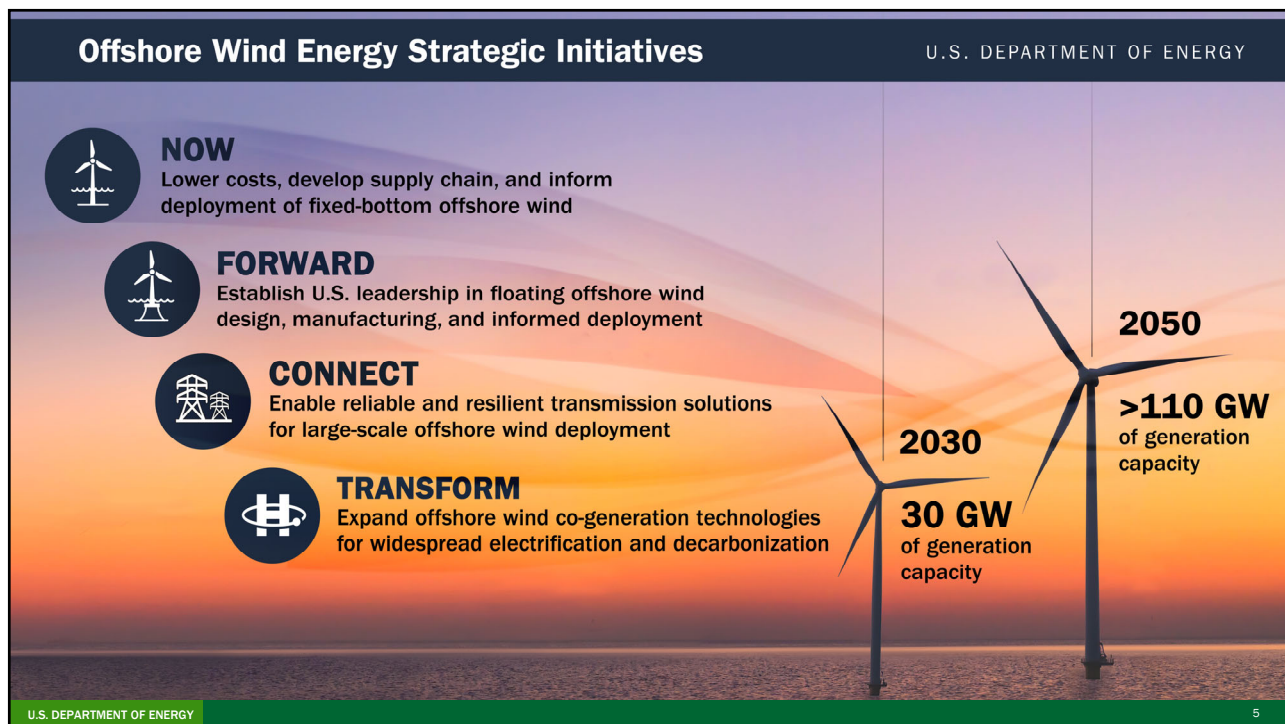 Offshore Wind Energy Strategic Initiatives
U.S. DEPARTMENT OF ENERGY
NOW
Lower costs, develop supply chain, and inform
deployment of fixed-bottom offshore wind
FORWARD
Establish U.S. leadership in floating offshore wind
design, manufacturing, and informed deployment
CONNECT
Enable reliable and resilient transmission solutions
for large-scale offshore wind deployment
TRANSFORM
Expand offshore wind co-generation technologies
for widespread electrification and decarbonization
2030
30 GW
of generation
capacity
2050
>110 GW
of generation
capacity
U.S. DEPARTMENT OF ENERGY
5